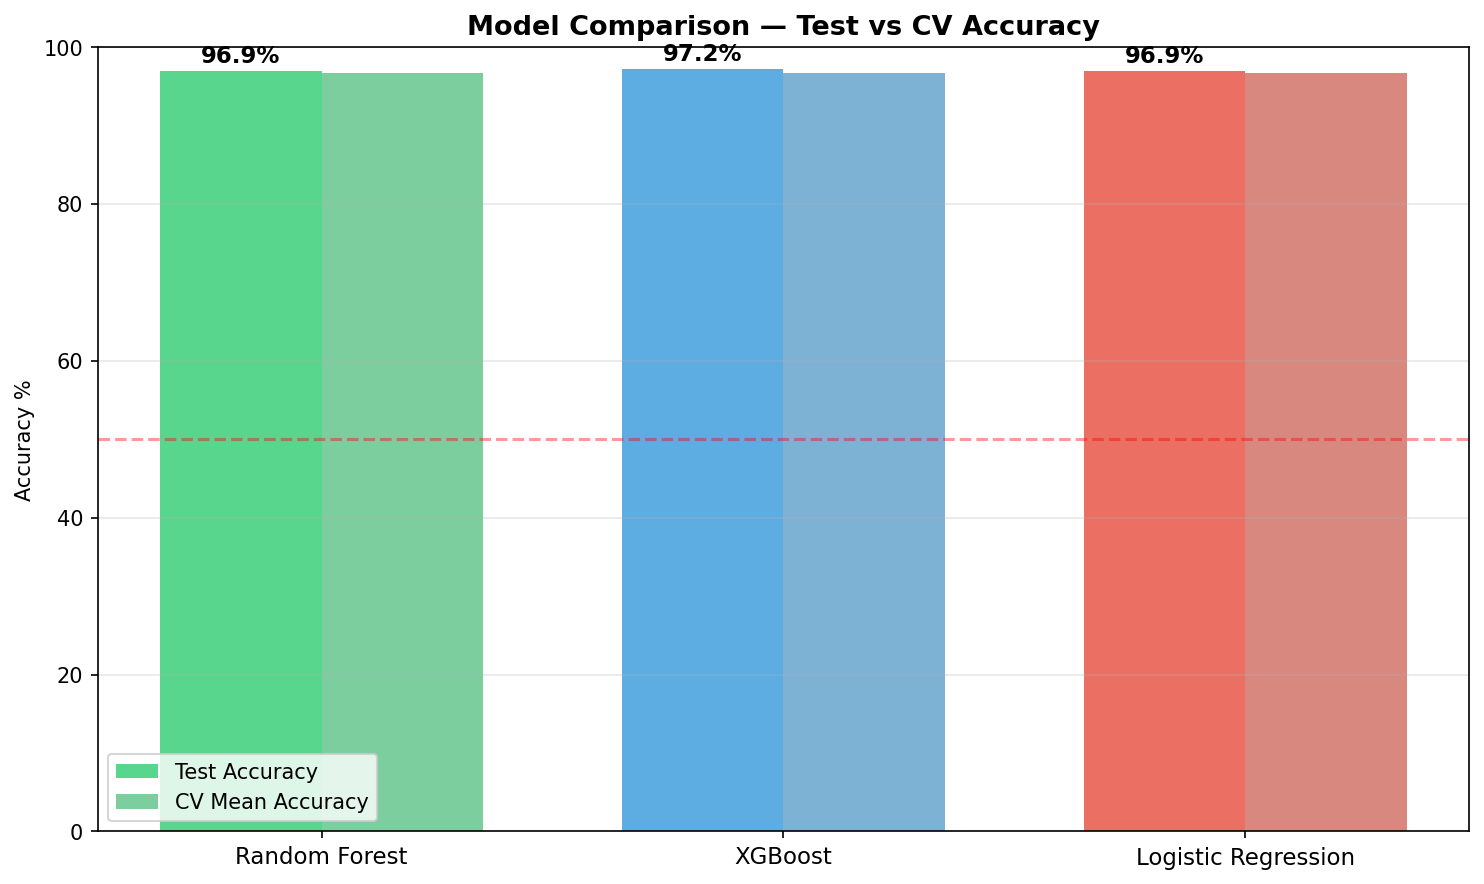 Model Comparison — Test vs CV Accuracy
100
80
60
40
20
0
Accuracy %
96.9%
97.2%
96.9%
Test Accuracy
CV Mean Accuracy
Random Forest
XGBoost
Logistic Regression